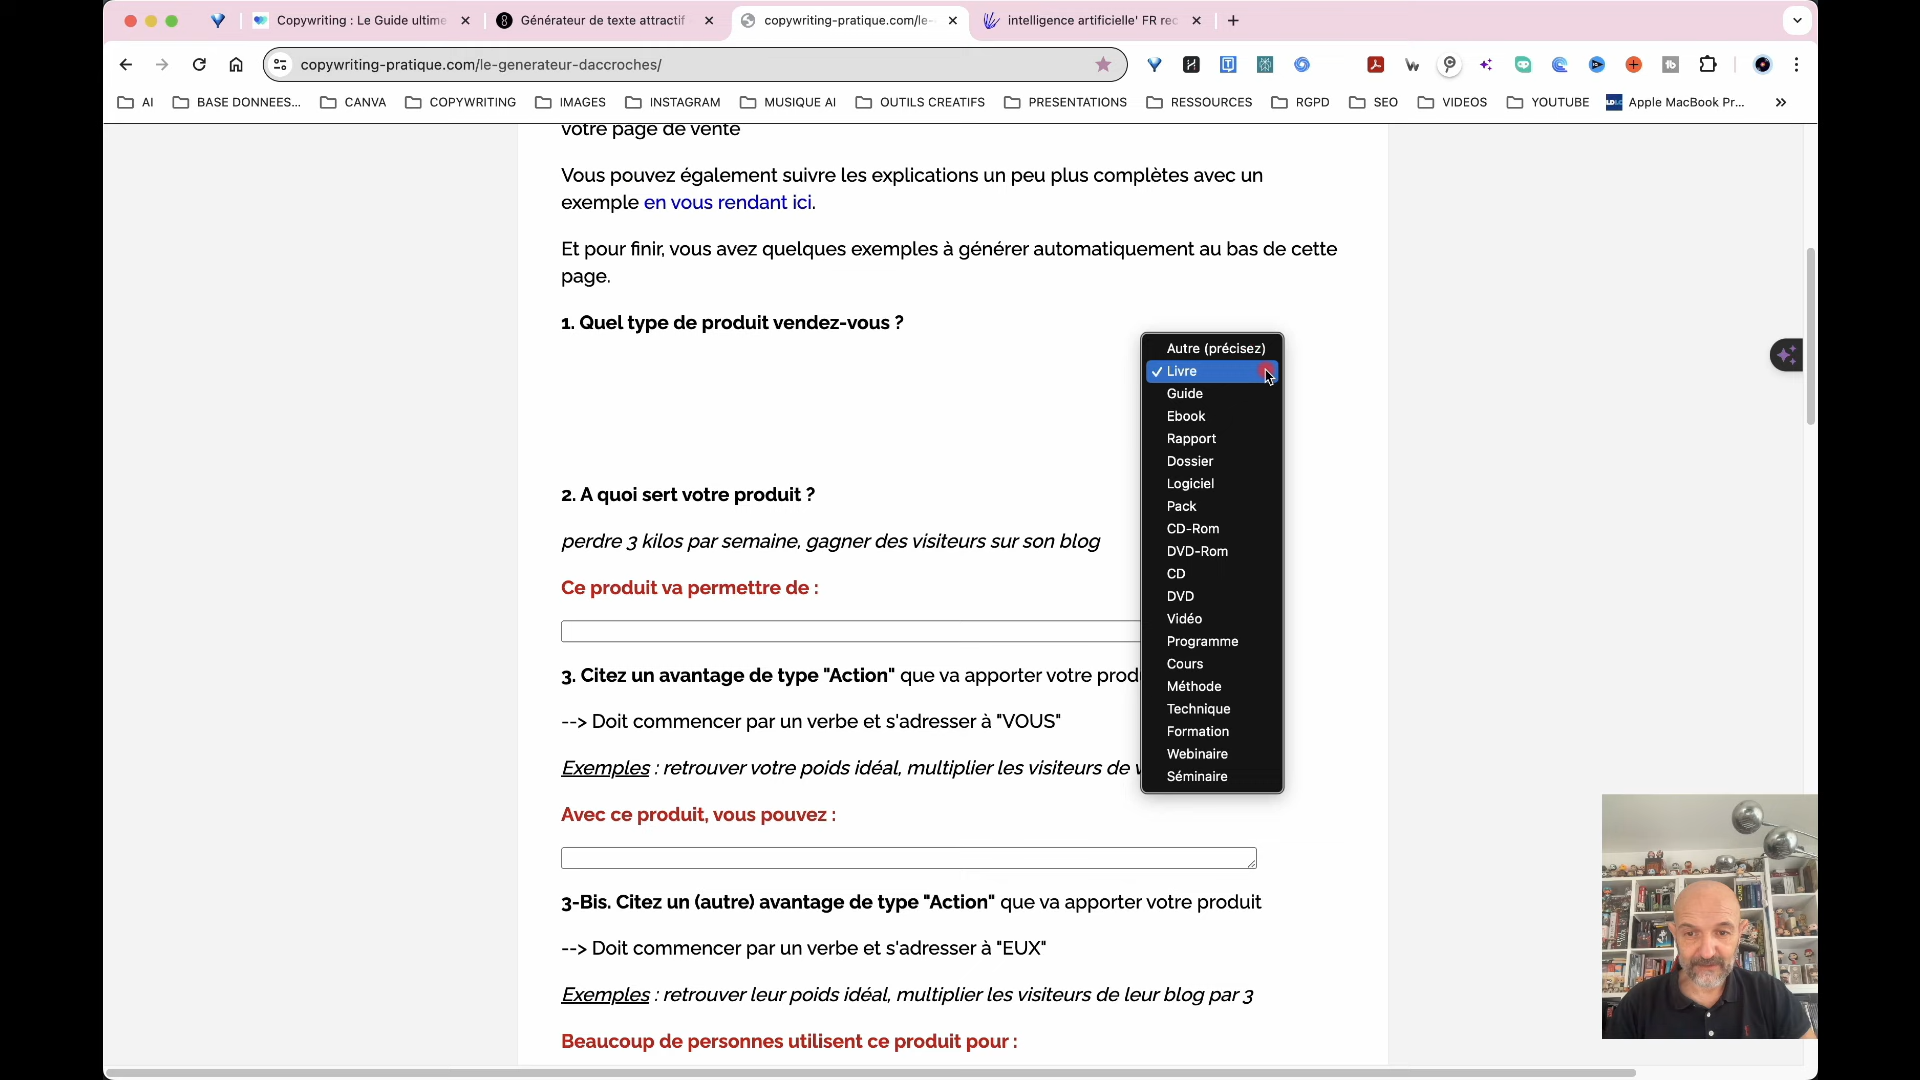 Copywriting : Le Guide ultime
Générateur de texte attractif
copywriting-pratique.com/le-
intelligence artificielle' FR rec
copywriting-pratique.com/le-generateur-daccroches/
AI
BASE DONNEES...
CANVA
COPYWRITING
IMAGES
INSTAGRAM
MUSIQUE AI
OUTILS CREATIFS
PRESENTATIONS
RESSOURCES
RGPD
SEO
VIDEOS
YOUTUBE
Apple MacBook Pr...
votre page de vente
Vous pouvez également suivre les explications un peu plus complètes avec un
exemple en vous rendant ici.
Et pour finir, vous avez quelques exemples à générer automatiquement au bas de cette
page.
1. Quel type de produit vendez-vous ?
Autre (précisez)
Livre
Guide
Ebook
Rapport
Dossier
Logiciel
Pack
CD-Rom
DVD-Rom
CD
DVD
Vidéo
Programme
Cours
Méthode
Technique
Formation
Webinaire
Séminaire
2. A quoi sert votre produit ?
perdre 3 kilos par semaine, gagner des visiteurs sur son blog
Ce produit va permettre de :
3. Citez un avantage de type "Action" que va apporter votre prod
--> Doit commencer par un verbe et s'adresser à "VOUS"
Exemples : retrouver votre poids idéal, multiplier les visiteurs de v
Avec ce produit, vous pouvez :
3-Bis. Citez un (autre) avantage de type "Action" que va apporter votre produit
--> Doit commencer par un verbe et s'adresser à "EUX"
Exemples : retrouver leur poids idéal, multiplier les visiteurs de leur blog par 3
Beaucoup de personnes utilisent ce produit pour :